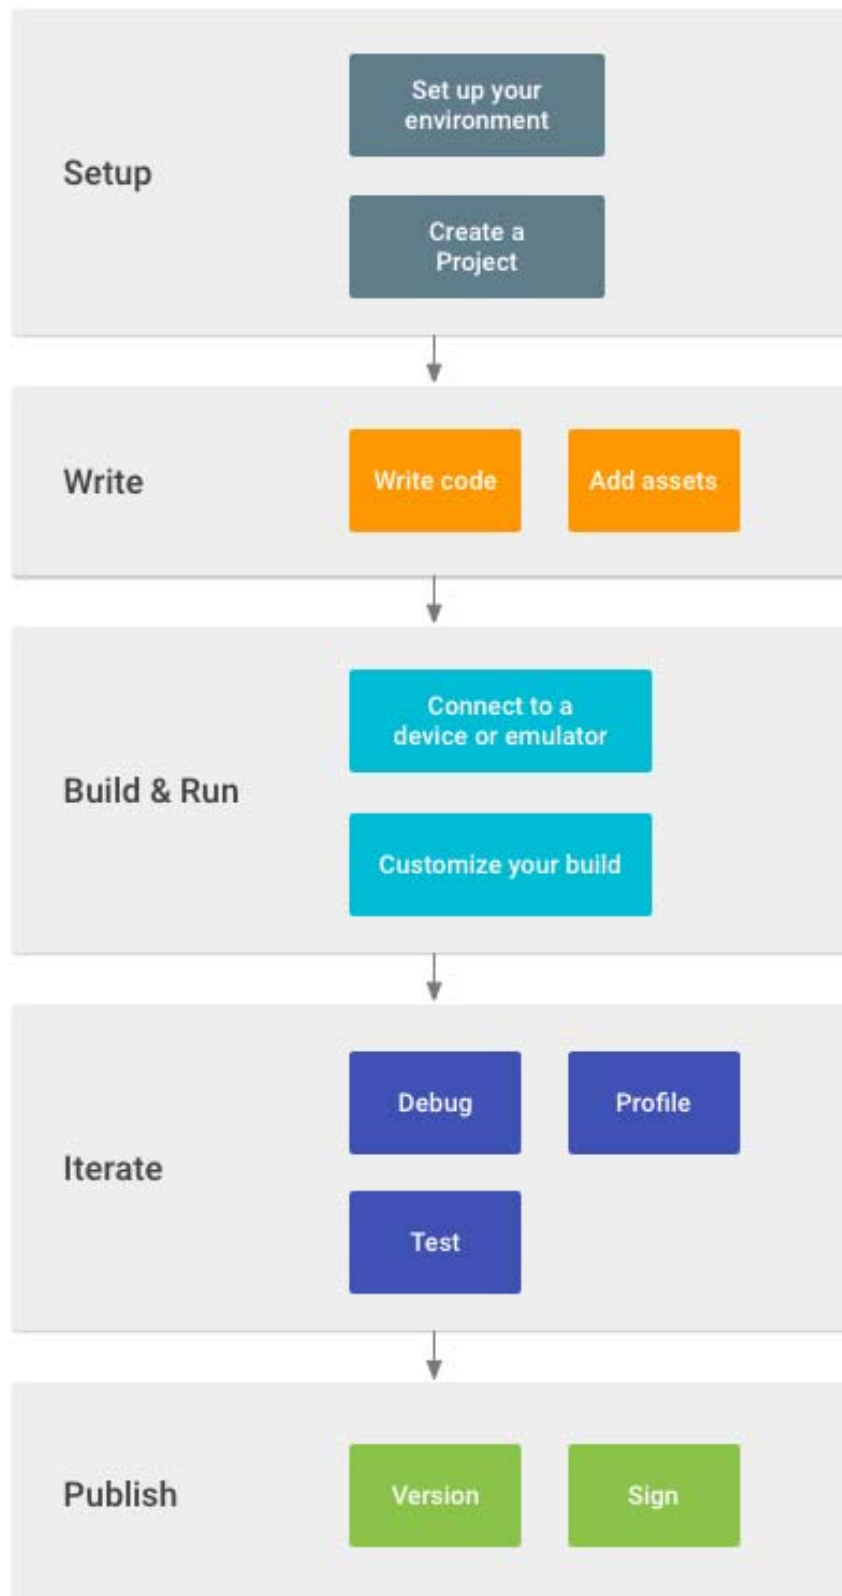 Setup
Set up your
environment
Create a
Project
Write
Write code
Add assets
Build & Run
Connect to a
device or emulator
Customize your build
Iterate
Debug
Profile
Test
Publish
Version
Sign